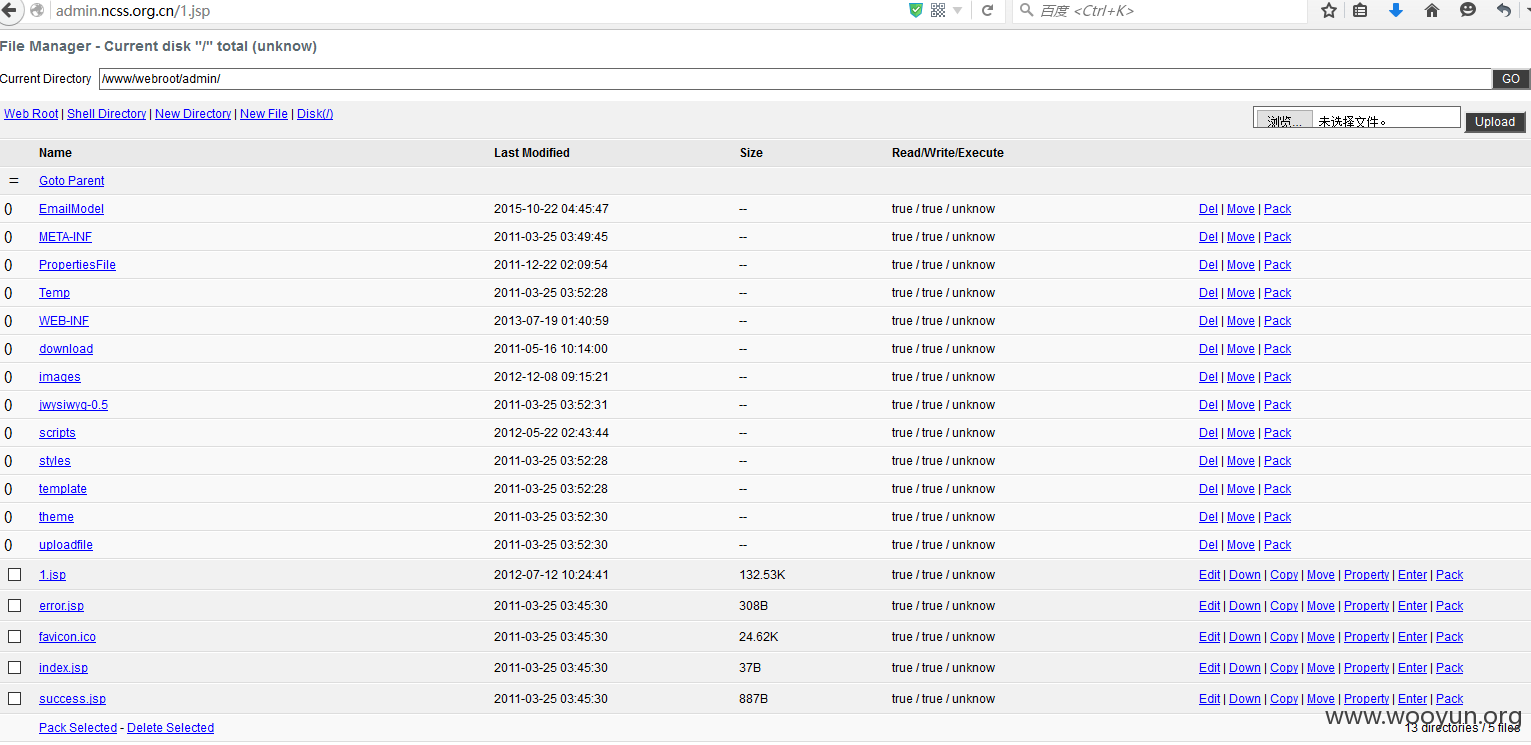 admin.ncss.org.cn/1.jsp 百度 <Ctrl+K>
File Manager - Current disk "/" total (unknow)
Current Directory /www/webroot/admin/ GO
Web Root | Shell Directory | New Directory | New File | Disk(/) 浏览... 未选择文件。 Upload
Name Last Modified Size Read/Write/Execute
= Goto Parent
0 EmailModel 2015-10-22 04:45:47 -- true / true / unknow Del | Move | Pack
0 META-INF 2011-03-25 03:49:45 -- true / true / unknow Del | Move | Pack
0 PropertiesFile 2011-12-22 02:09:54 -- true / true / unknow Del | Move | Pack
0 Temp 2011-03-25 03:52:28 -- true / true / unknow Del | Move | Pack
0 WEB-INF 2013-07-19 01:40:59 -- true / true / unknow Del | Move | Pack
0 download 2011-05-16 10:14:00 -- true / true / unknow Del | Move | Pack
0 images 2012-12-08 09:15:21 -- true / true / unknow Del | Move | Pack
0 jwysiwyg-0.5 2011-03-25 03:52:31 -- true / true / unknow Del | Move | Pack
0 scripts 2012-05-22 02:43:44 -- true / true / unknow Del | Move | Pack
0 styles 2011-03-25 03:52:28 -- true / true / unknow Del | Move | Pack
0 template 2011-03-25 03:52:28 -- true / true / unknow Del | Move | Pack
0 theme 2011-03-25 03:52:30 -- true / true / unknow Del | Move | Pack
0 uploadfile 2011-03-25 03:52:30 -- true / true / unknow Del | Move | Pack
1.jsp 2012-07-12 10:24:41 132.53K true / true / unknow Edit | Down | Copy | Move | Property | Enter | Pack
error.jsp 2011-03-25 03:45:30 308B true / true / unknow Edit | Down | Copy | Move | Property | Enter | Pack
favicon.ico 2011-03-25 03:45:30 24.62K true / true / unknow Edit | Down | Copy | Move | Property | Enter | Pack
index.jsp 2011-03-25 03:45:30 37B true / true / unknow Edit | Down | Copy | Move | Property | Enter | Pack
success.jsp 2011-03-25 03:45:30 887B true / true / unknow Edit | Down | Copy | Move | Property | Enter | Pack
www.wooyun.org
Pack Selected - Delete Selected 13 directories / 5 files